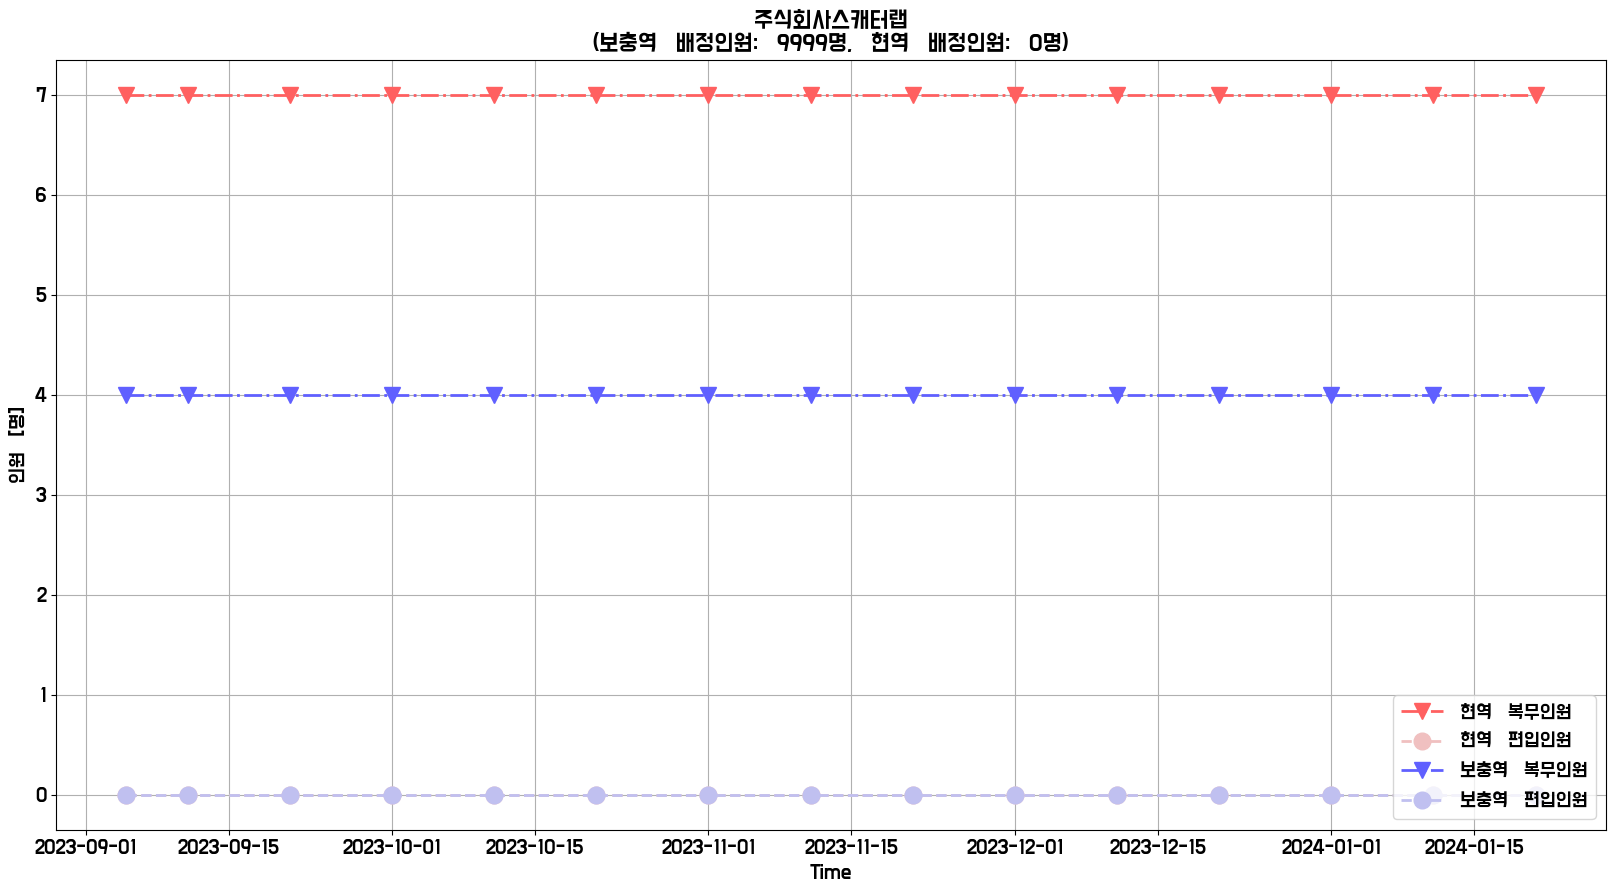 주식회사스캐터랩
(보충역 배정인원: 9999명, 현역 배정인원: 0명)
7
6
5
4
3
2
1
0
인원 [명]
현역 복무인원
현역 편입인원
보충역 복무인원
보충역 편입인원
2023-09-01 2023-09-15 2023-10-01 2023-10-15 2023-11-01 2023-11-15 2023-12-01 2023-12-15 2024-01-01 2024-01-15
Time